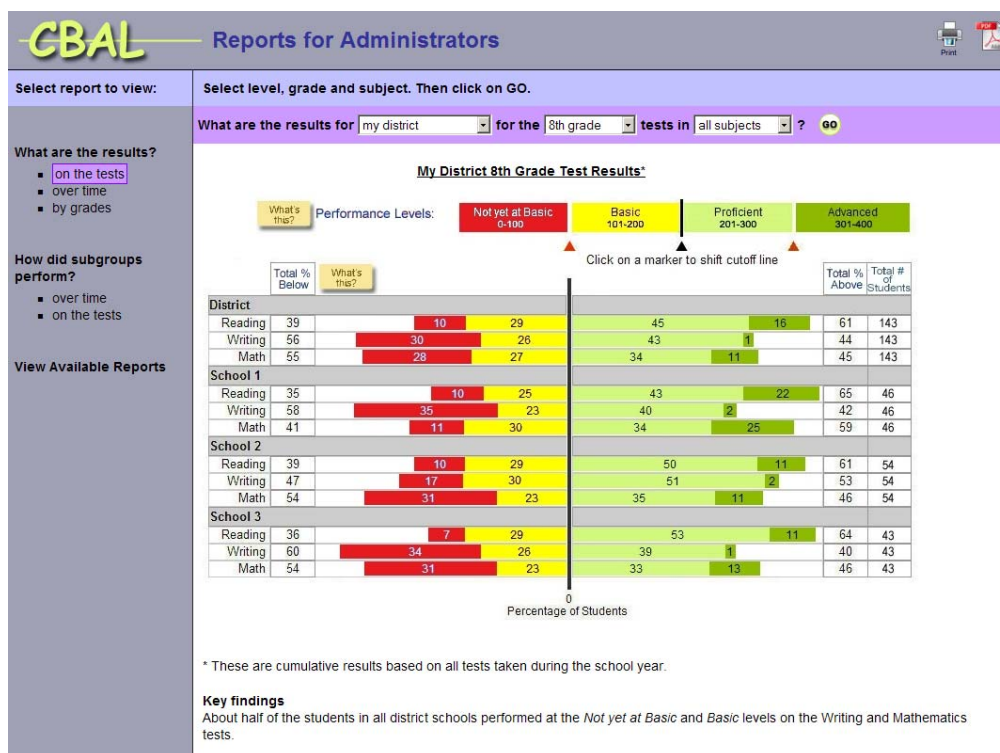 CBAL Reports for Administrators
Print
PDF
Select report to view:
Select level, grade and subject. Then click on GO.
What are the results for my district for the 8th grade tests in all subjects ? GO
What are the results?
on the tests
over time
by grades
How did subgroups
perform?
over time
on the tests
View Available Reports
My District 8th Grade Test Results*
What's
this?
Performance Levels:
Not yet at Basic
0-100
Basic
101-200
Proficient
201-300
Advanced
301-400
Click on a marker to shift cutoff line
Total %
Below
What's
this?
Total %
Above
Total #
of
Students
District
Reading 39 10 29 45 16 61 143
Writing 56 30 26 43 1 44 143
Math 55 28 27 34 11 45 143
School 1
Reading 35 10 25 43 22 65 46
Writing 58 35 23 40 2 42 46
Math 41 11 30 34 25 59 46
School 2
Reading 39 10 29 50 11 61 54
Writing 47 17 30 51 2 53 54
Math 54 31 23 35 11 46 54
School 3
Reading 36 7 29 53 11 64 43
Writing 60 34 26 39 1 40 43
Math 54 31 23 33 13 46 43
0
Percentage of Students
* These are cumulative results based on all tests taken during the school year.
Key findings
About half of the students in all district schools performed at the Not yet at Basic and Basic levels on the Writing and Mathematics
tests.